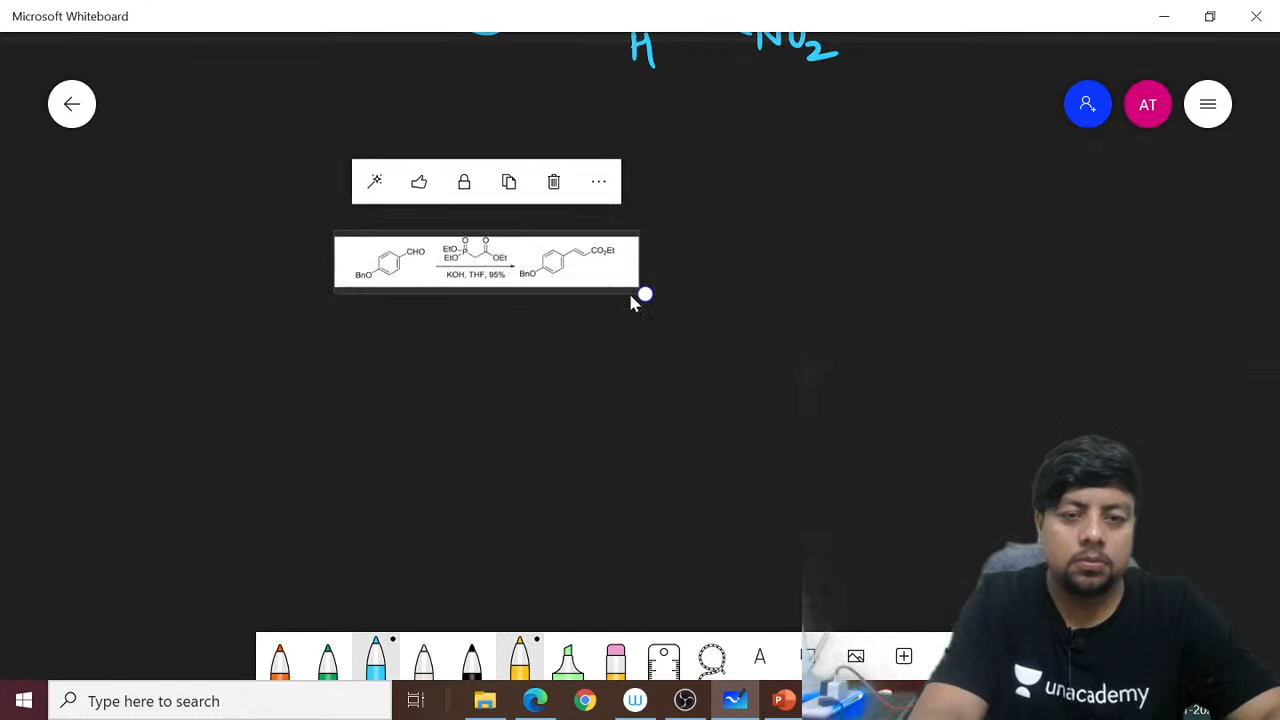 Microsoft Whiteboard
H
NO2
AT
BnO
CHO
EtO
EtO
P
O
O
OEt
KOH, THF, 95%
BnO
CO2Et
A
unacademy
Type here to search
W
P